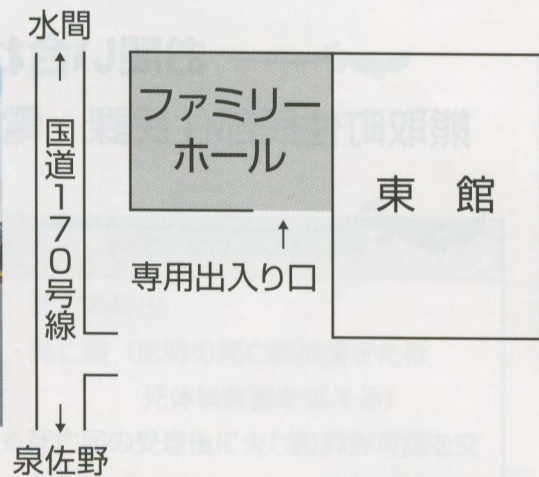 水間
↑
国道170号線
↓
泉佐野
ファミリー
ホール
↑
専用出入り口
東 館